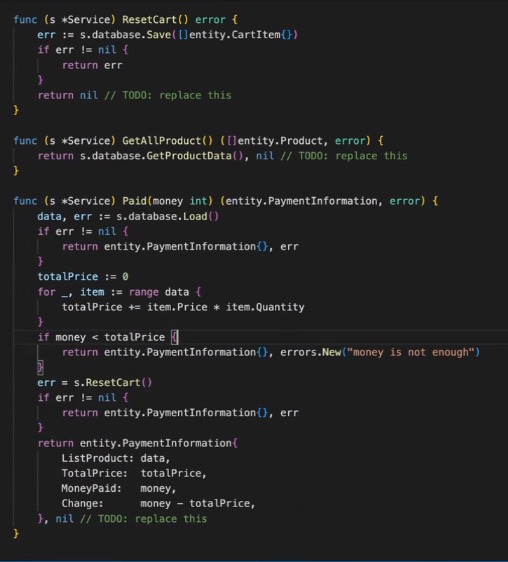 func (s *Service) ResetCart() error {
    err := s.database.Save([]entity.CartItem{})
    if err != nil {
        return err
    }
    return nil // TODO: replace this
}

func (s *Service) GetAllProduct() ([]entity.Product, error) {
    return s.database.GetProductData(), nil // TODO: replace this
}

func (s *Service) Paid(money int) (entity.PaymentInformation, error) {
    data, err := s.database.Load()
    if err != nil {
        return entity.PaymentInformation{}, err
    }
    totalPrice := 0
    for _, item := range data {
        totalPrice += item.Price * item.Quantity
    }
    if money < totalPrice {
        return entity.PaymentInformation{}, errors.New("money is not enough")
    }
    err = s.ResetCart()
    if err != nil {
        return entity.PaymentInformation{}, err
    }
    return entity.PaymentInformation{
        ListProduct: data,
        TotalPrice:  totalPrice,
        MoneyPaid:   money,
        Change:      money - totalPrice,
    }, nil // TODO: replace this
}